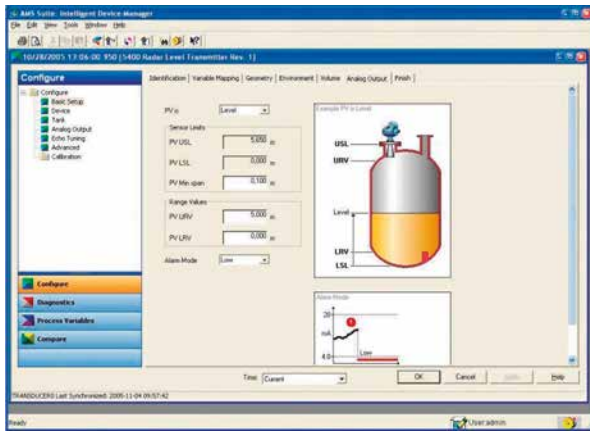 AMS Suite: Intelligent Device Manager
File Edit View Tools Window Help
10/28/2005 13:06:00.950 (5400 Radar Level Transmitter Rev. 1)
Configure
Configure
Basic Setup
Device
Tank
Analog Output
Echo Tuning
Advanced
Calibration
Configure
Diagnostics
Process Variables
Compare
Identification Variable Mapping Geometry Environment Volume Analog Output Finish
PV is Level
Sensor Limits
PV USL 5,650 m
PV LSL 0,000 m
PV Min span 0,100 m
Range Values
PV URV 5,000 m
PV LRV 0,000 m
Alarm Mode Low
Example PV is Level
USL
URV
Level
LRV
LSL
Alarm Mode
20
mA
1
Low
4.0
Time: Current
OK Cancel Apply Help
TRANSDUCER0 Last Synchronized: 2005-11-04 09:57:42
Ready
User: admin